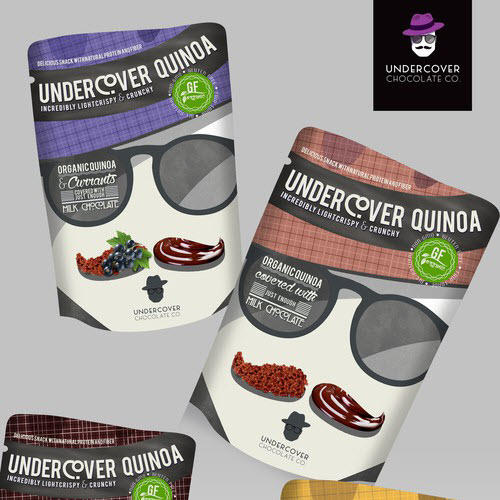 UNDERCOVER
CHOCOLATE CO.
DELICIOUS SNACK WITH NATURAL PROTEIN AND FIBER
UNDERCOVER QUINOA
INCREDIBLY LIGHT CRISPY & CRUNCHY
GF
organic
ORGANIC QUINOA
& Currants
COVERED WITH
JUST ENOUGH
MILK CHOCOLATE
UNDERCOVER
CHOCOLATE CO.
DELICIOUS SNACK WITH NATURAL PROTEIN AND FIBER
UNDERCOVER QUINOA
INCREDIBLY LIGHT CRISPY & CRUNCHY
GF
organic
ORGANIC QUINOA
covered with
JUST ENOUGH
MILK CHOCOLATE
UNDERCOVER
CHOCOLATE CO.
DELICIOUS SNACK WITH NATURAL PROTEIN AND FIBER
UNDERCOVER QUINOA
INCREDIBLY LIGHT CRISPY & CRUNCHY
GF